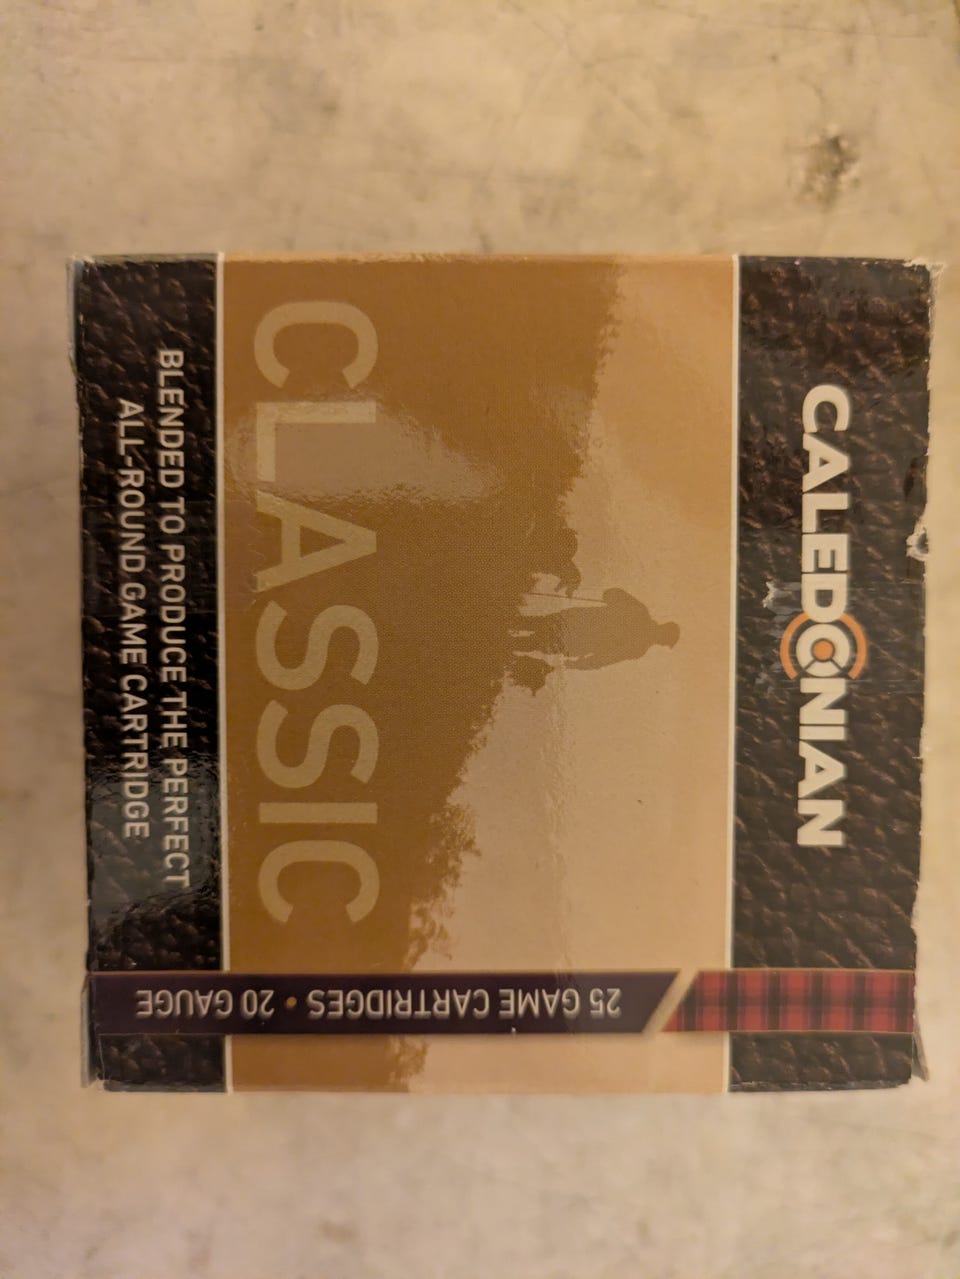 CALEDONIAN
CLASSIC
BLENDED TO PRODUCE THE PERFECT
ALL-ROUND GAME CARTRIDGE
25 GAME CARTRIDGES • 20 GAUGE